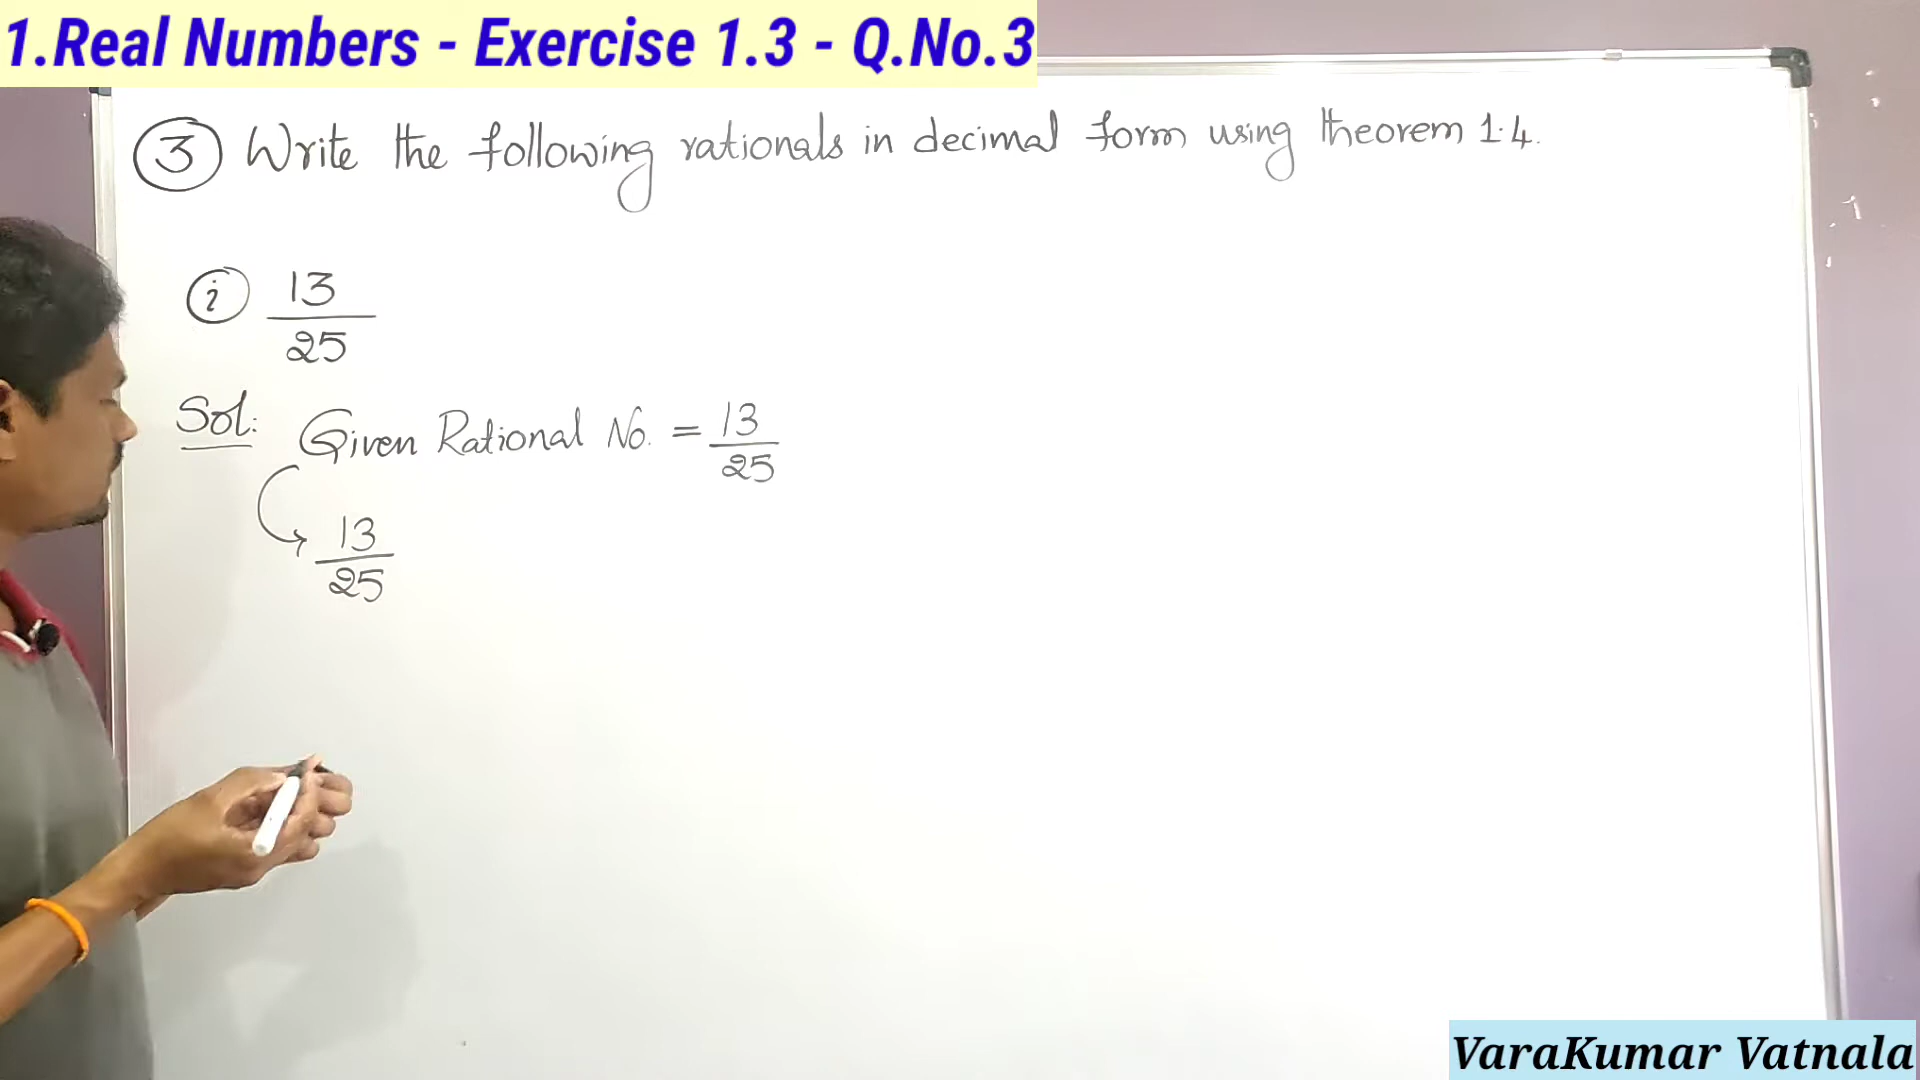 1.Real Numbers - Exercise 1.3 - Q.No.3
3 Write the following rationals in decimal form using theorem 1.4.
i 13/25
Sol: Given Rational No. = 13/25
13/25
VaraKumar Vatnala